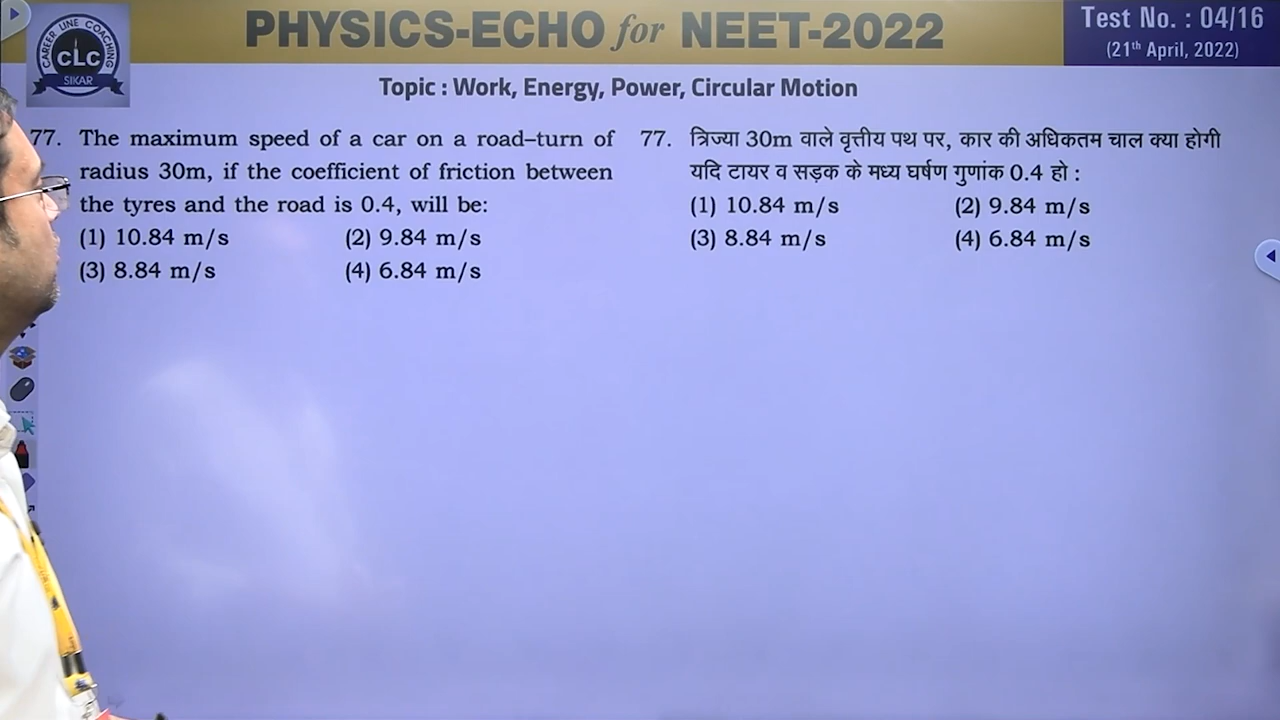 PHYSICS-ECHO for NEET-2022
Test No. : 04/16
(21th April, 2022)
CAREER LINE COACHING
CLC
SIKAR
Topic : Work, Energy, Power, Circular Motion
77. The maximum speed of a car on a road-turn of
radius 30m, if the coefficient of friction between
the tyres and the road is 0.4, will be:
(1) 10.84 m/s (2) 9.84 m/s
(3) 8.84 m/s (4) 6.84 m/s
77. त्रिज्या 30m वाले वृत्तीय पथ पर, कार की अधिकतम चाल क्या होगी
यदि टायर व सड़क के मध्य घर्षण गुणांक 0.4 हो :
(1) 10.84 m/s (2) 9.84 m/s
(3) 8.84 m/s (4) 6.84 m/s